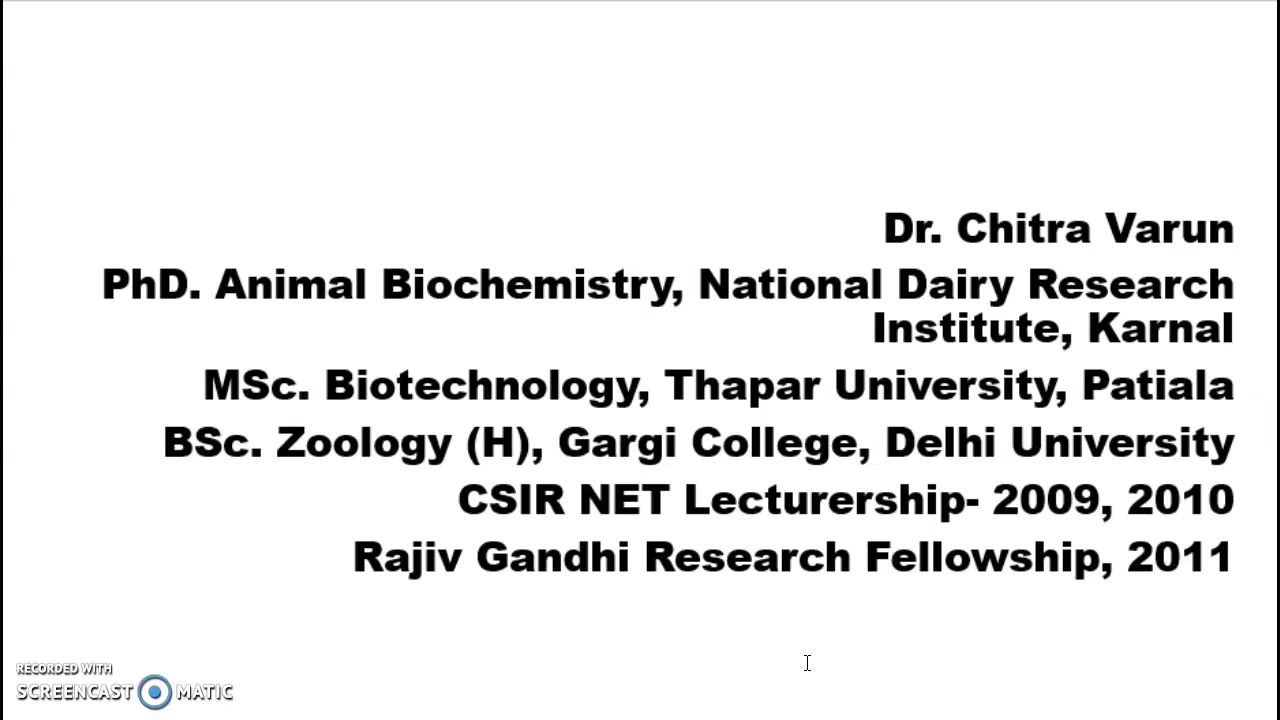 Dr. Chitra Varun
PhD. Animal Biochemistry, National Dairy Research
Institute, Karnal
MSc. Biotechnology, Thapar University, Patiala
BSc. Zoology (H), Gargi College, Delhi University
CSIR NET Lecturership- 2009, 2010
Rajiv Gandhi Research Fellowship, 2011
RECORDED WITH
SCREENCAST MATIC